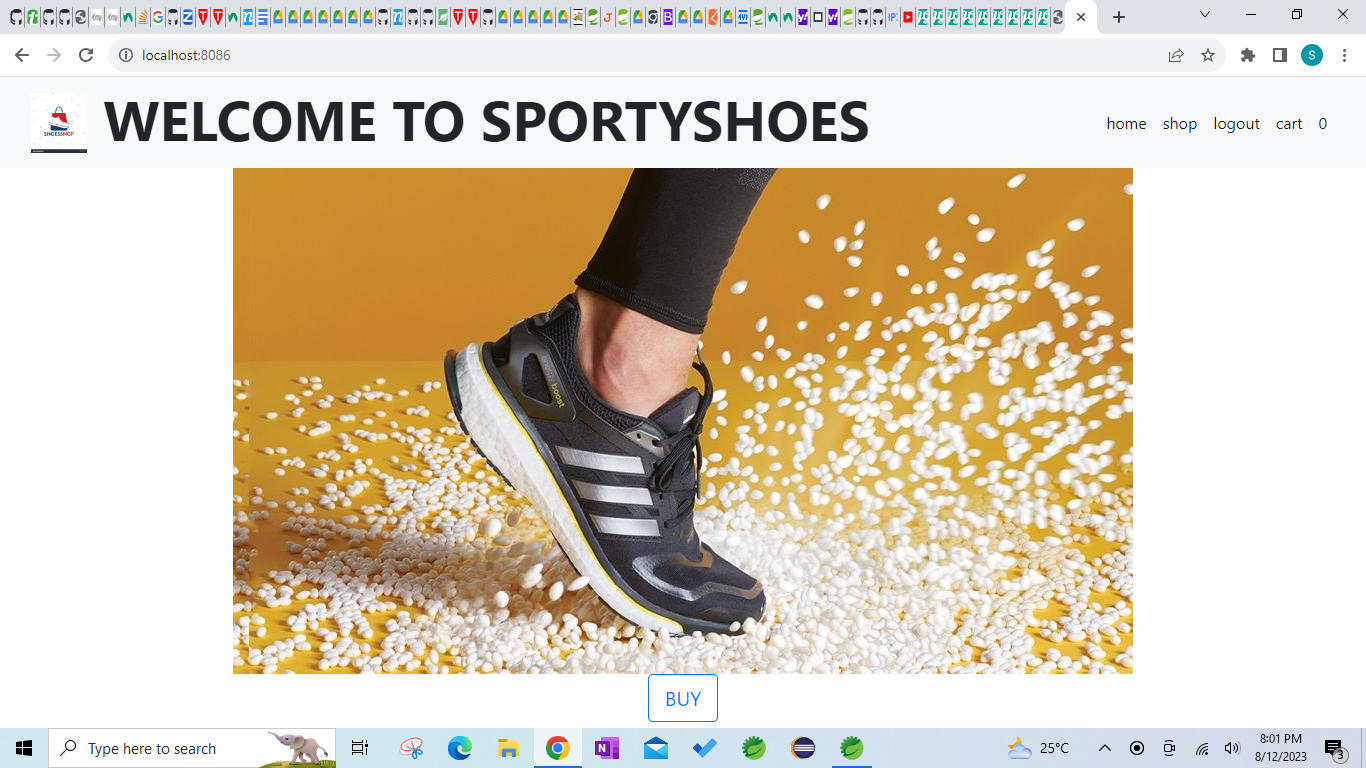 localhost:8086
S
SHOESSHOP
WELCOME TO SPORTYSHOES
home shop logout cart 0
boost
BUY
Type here to search
25°C
8:01 PM
8/12/2023
3